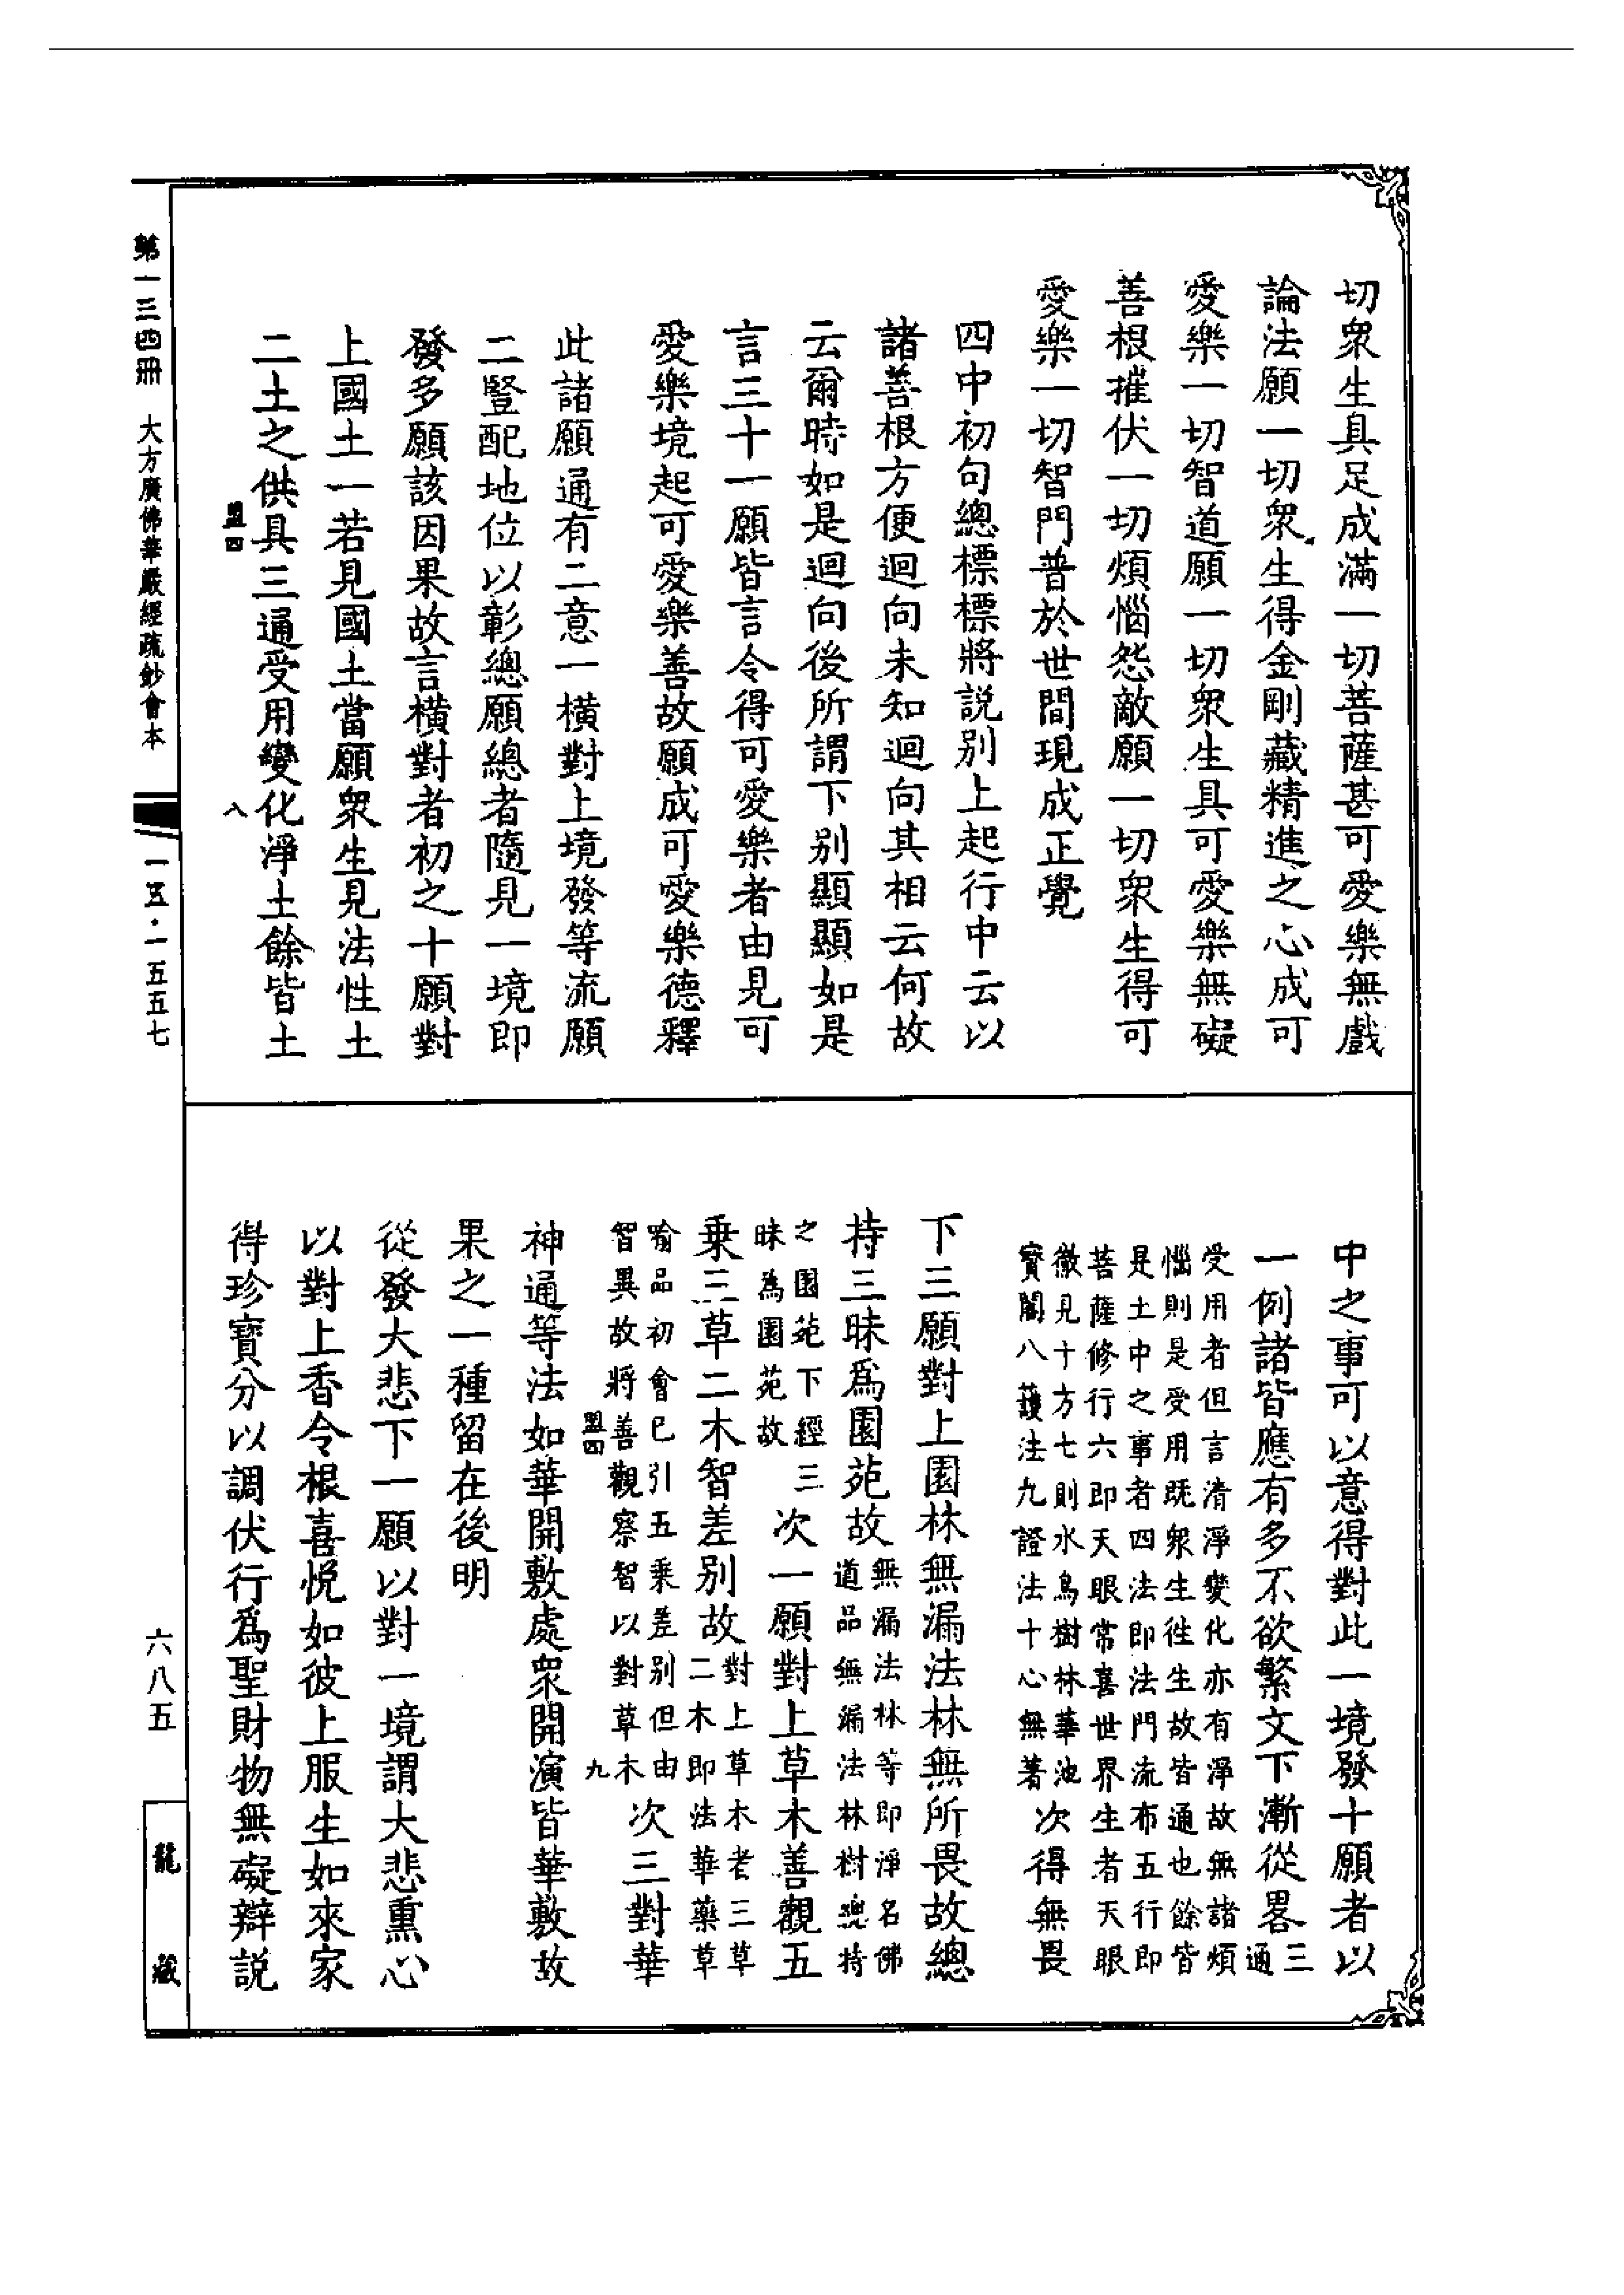 切衆生具足成滿一切菩薩甚可愛樂無戲
論法願一切衆生得金剛藏精進之心成可
愛樂一切智道願一切衆生具可愛樂無礙
善根摧伏一切煩惱怨敵願一切衆生得可
愛樂一切智門普於世間現成正覺
四中初句總標標將説别上起行中云以
諸善根方便迴向未知迴向其相云何故
云爾時如是迴向後所謂下别顯顯如是
言三十一願皆言令得可愛樂者由見可
愛樂境起可愛樂善故願成可愛樂德釋
此諸願通有二意一横對上境發等流願
二豎配地位以彰總願總者隨見一境即
發多願該因果故言横對者初之十願對
上國土一若見國土當願衆生見法性土
二土之供具三通受用變化淨土餘皆土
盟四
八
中之事可以意得對此一境發十願者以
一例諸皆應有多不欲繁文下漸從畧三
通
受用者但言清淨變化亦有淨故無諸煩
惱則是受用既衆生徃生故皆通也餘皆
是土中之事者四法即法門流布五行即
菩薩修行六即天眼常喜世界生者天眼
徹見十方七則水鳥樹林華池
寶閣八護法九證法十心無著
次得無畏
下三願對上園林無漏法林無所畏故總
持三昧爲園苑故
無漏法林等即淨名佛
道品無漏法林樹總持
之園苑下經三
昧為園苑故
次一願對上草木善觀五
乗三草二木智差别故
對上草木者三草
二木即法華藥草
喻品初會已引五乗差别但由
智異故將善觀察智以對草木
次三對華
盟四
九
神通等法如華開敷處衆開演皆華敷故
果之一種留在後明
從發大悲下一願以對一境謂大悲熏心
以對上香令根喜悦如彼上服生如來家
得珍寶分以調伏行爲聖財物無礙辯説
第一三四冊　大方廣佛華嚴經疏鈔會本
一五·一五五七
六八五
龍藏